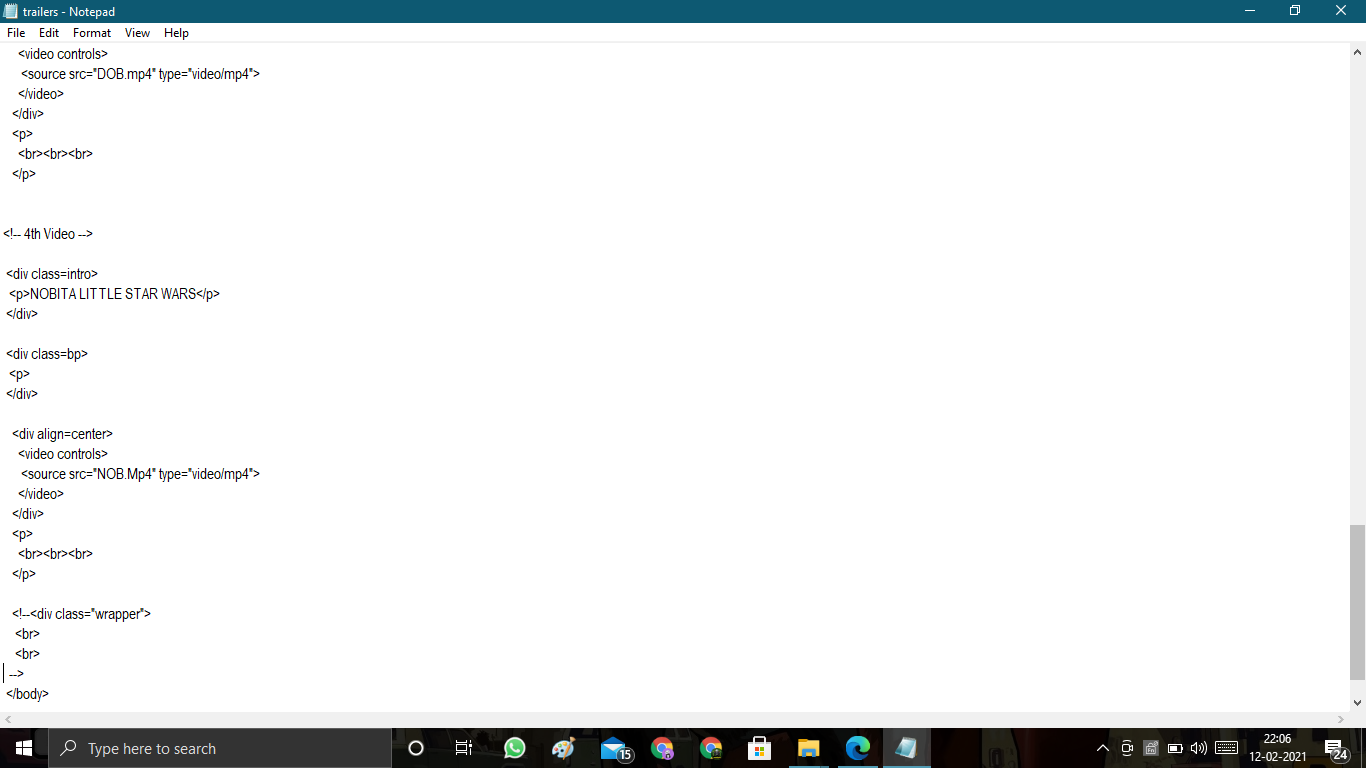 trailers - Notepad
File Edit Format View Help
<video controls>
<source src="DOB.mp4" type="video/mp4">
</video>
</div>
<p>
<br><br><br>
</p>
<!-- 4th Video -->
<div class=intro>
<p>NOBITA LITTLE STAR WARS</p>
</div>
<div class=bp>
<p>
</div>
<div align=center>
<video controls>
<source src="NOB.Mp4" type="video/mp4">
</video>
</div>
<p>
<br><br><br>
</p>
<!--<div class="wrapper">
<br>
<br>
-->
</body>
Type here to search
15
22:06
12-02-2021
24